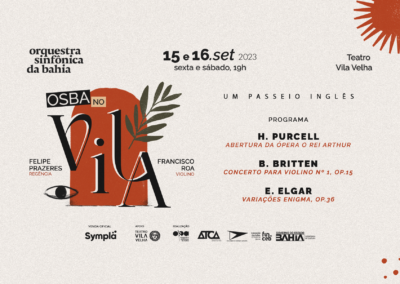 orquestra
sinfônica
da bahia
15 e 16.set 2023
sexta e sábado, 19h
Teatro
Vila Velha
OSBA NO
VILA
FELIPE
PRAZERES
REGÊNCIA
FRANCISCO
ROA
VIOLINO
UM PASSEIO INGLÊS
PROGRAMA
H. PURCELL
ABERTURA DA ÓPERA O REI ARTHUR
B. BRITTEN
CONCERTO PARA VIOLINO Nº 1, OP.15
E. ELGAR
VARIAÇÕES ENIGMA, OP.36
Sympla
TEATRO
VILA
VELHA
ATCA
BAHIA